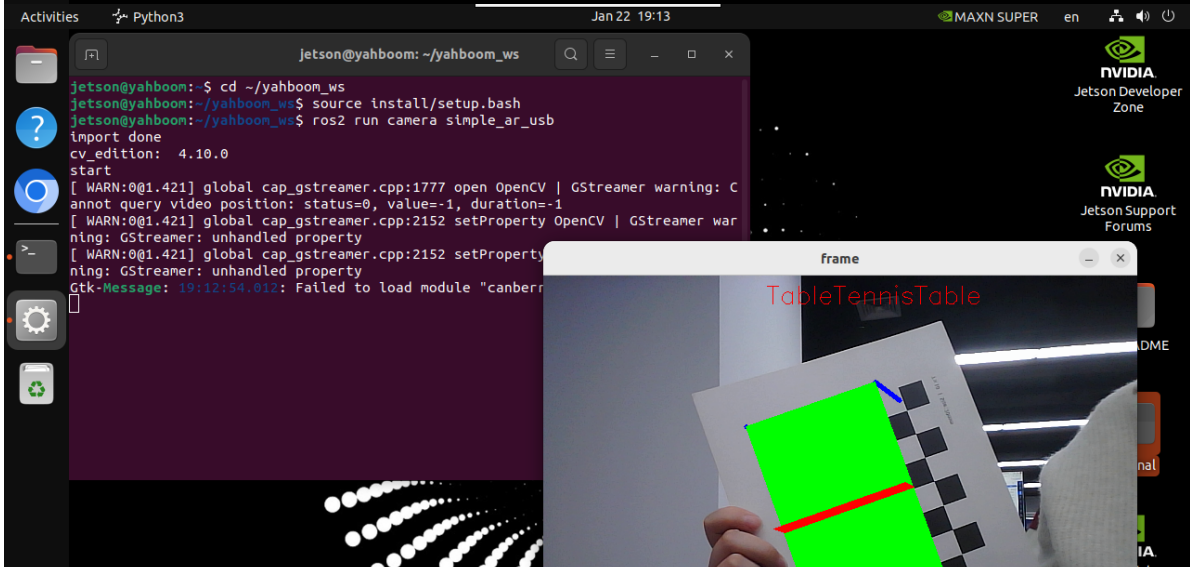 Activities
Python3
Jan 22 19:13
MAXN SUPER
en
jetson@yahboom: ~/yahboom_ws
jetson@yahboom:~$ cd ~/yahboom_ws
jetson@yahboom:~/yahboom_ws$ source install/setup.bash
jetson@yahboom:~/yahboom_ws$ ros2 run camera simple_ar_usb
import done
cv_edition:  4.10.0
start
[ WARN:0@1.421] global cap_gstreamer.cpp:1777 open OpenCV | GStreamer warning: C
annot query video position: status=0, value=-1, duration=-1
[ WARN:0@1.421] global cap_gstreamer.cpp:2152 setProperty OpenCV | GStreamer war
ning: GStreamer: unhandled property
[ WARN:0@1.421] global cap_gstreamer.cpp:2152 setProperty
ning: GStreamer: unhandled property
Gtk-Message: 19:12:54.012: Failed to load module "canberr
frame
TableTennisTable
NVIDIA.
Jetson Developer
Zone
NVIDIA.
Jetson Support
Forums
DME
nal
IA.